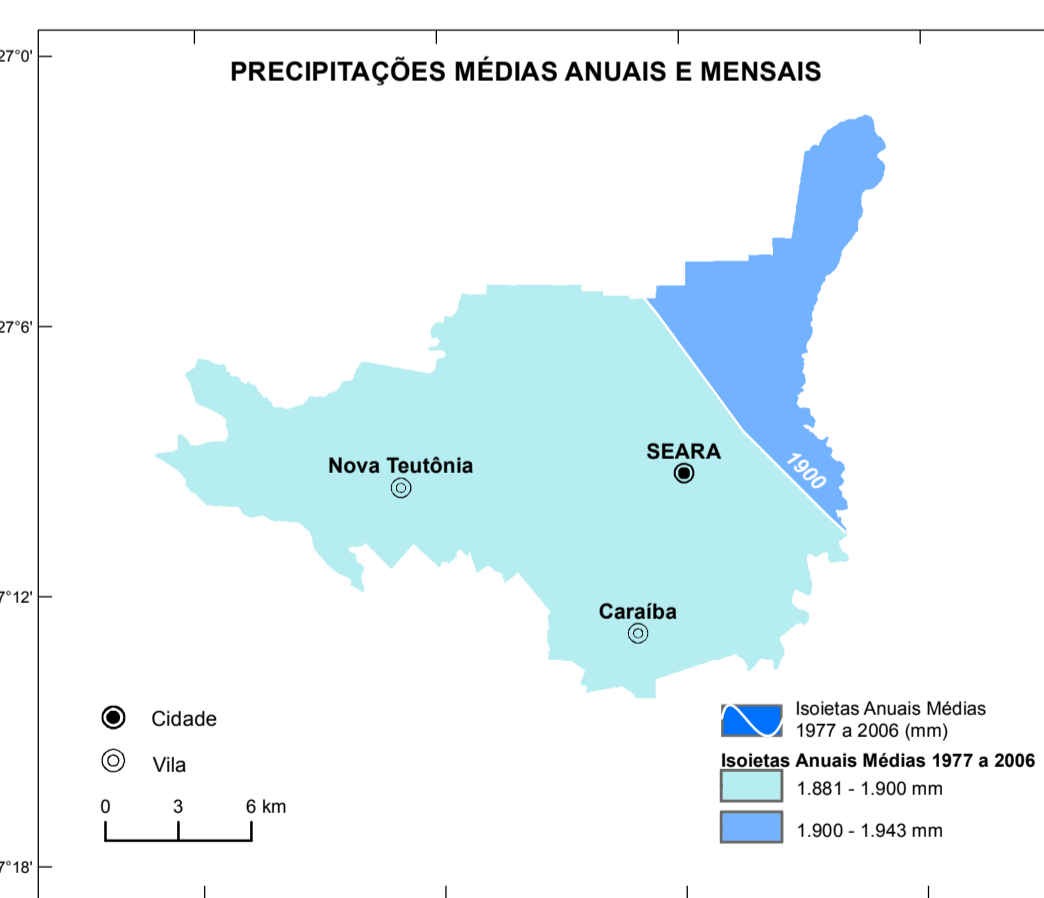 PRECIPITAÇÕES MÉDIAS ANUAIS E MENSAIS
27°0'
27°6'
7°12'
7°18'
1900
SEARA
Nova Teutônia
Caraíba
Cidade
Vila
0 3 6 km
Isoietas Anuais Médias
1977 a 2006 (mm)
Isoietas Anuais Médias 1977 a 2006
1.881 - 1.900 mm
1.900 - 1.943 mm